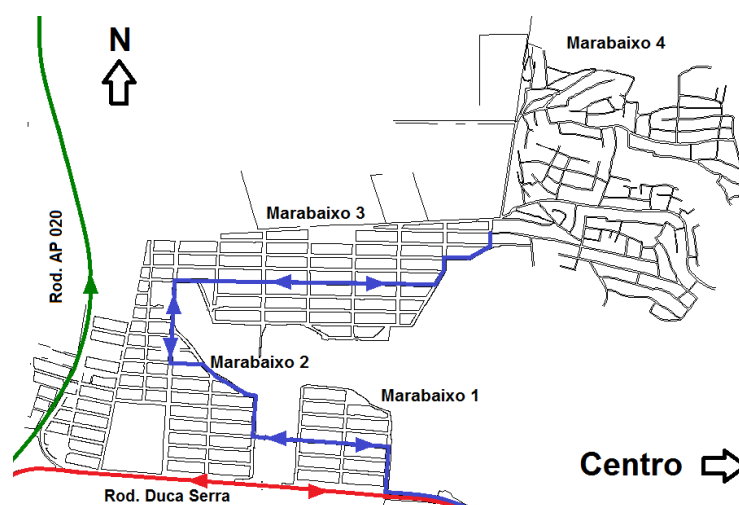 Marabaixo 4
N
Marabaixo 3
Rod. AP 020
Marabaixo 2
Marabaixo 1
Centro
Rod. Duca Serra